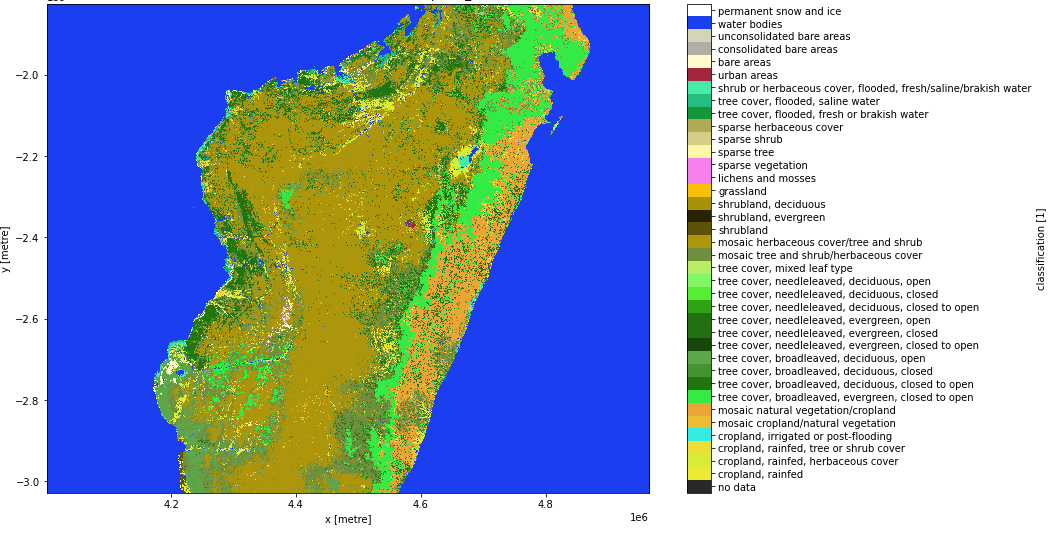 permanent snow and ice
water bodies
unconsolidated bare areas
consolidated bare areas
bare areas
urban areas
shrub or herbaceous cover, flooded, fresh/saline/brakish water
tree cover, flooded, saline water
tree cover, flooded, fresh or brakish water
sparse herbaceous cover
sparse shrub
sparse tree
sparse vegetation
lichens and mosses
grassland
shrubland, deciduous
shrubland, evergreen
shrubland
mosaic herbaceous cover/tree and shrub
mosaic tree and shrub/herbaceous cover
tree cover, mixed leaf type
tree cover, needleleaved, deciduous, open
tree cover, needleleaved, deciduous, closed
tree cover, needleleaved, deciduous, closed to open
tree cover, needleleaved, evergreen, open
tree cover, needleleaved, evergreen, closed
tree cover, needleleaved, evergreen, closed to open
tree cover, broadleaved, deciduous, open
tree cover, broadleaved, deciduous, closed
tree cover, broadleaved, deciduous, closed to open
tree cover, broadleaved, evergreen, closed to open
mosaic natural vegetation/cropland
mosaic cropland/natural vegetation
cropland, irrigated or post-flooding
cropland, rainfed, tree or shrub cover
cropland, rainfed, herbaceous cover
cropland, rainfed
no data
classification [1]
y [metre]
−2.0
−2.2
−2.4
−2.6
−2.8
−3.0
4.2
4.4
4.6
4.8
1e6
x [metre]